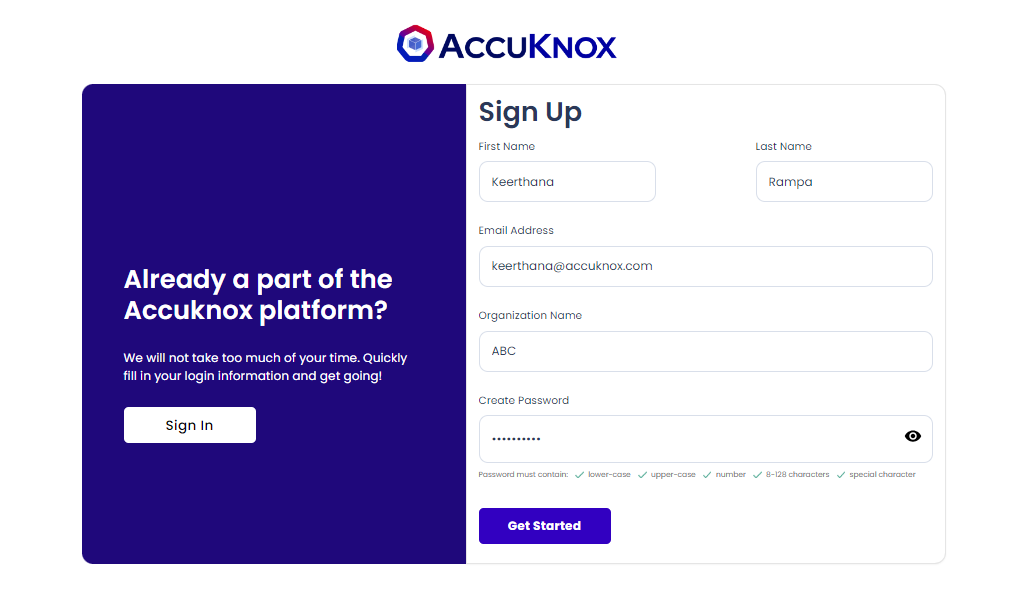 ACCUKNOX
Already a part of the
Accuknox platform?
We will not take too much of your time. Quickly
fill in your login information and get going!
Sign In
Sign Up
First Name
Last Name
Keerthana
Rampa
Email Address
keerthana@accuknox.com
Organization Name
ABC
Create Password
••••••••••
Password must contain: lower-case upper-case number 8-128 characters special character
Get Started